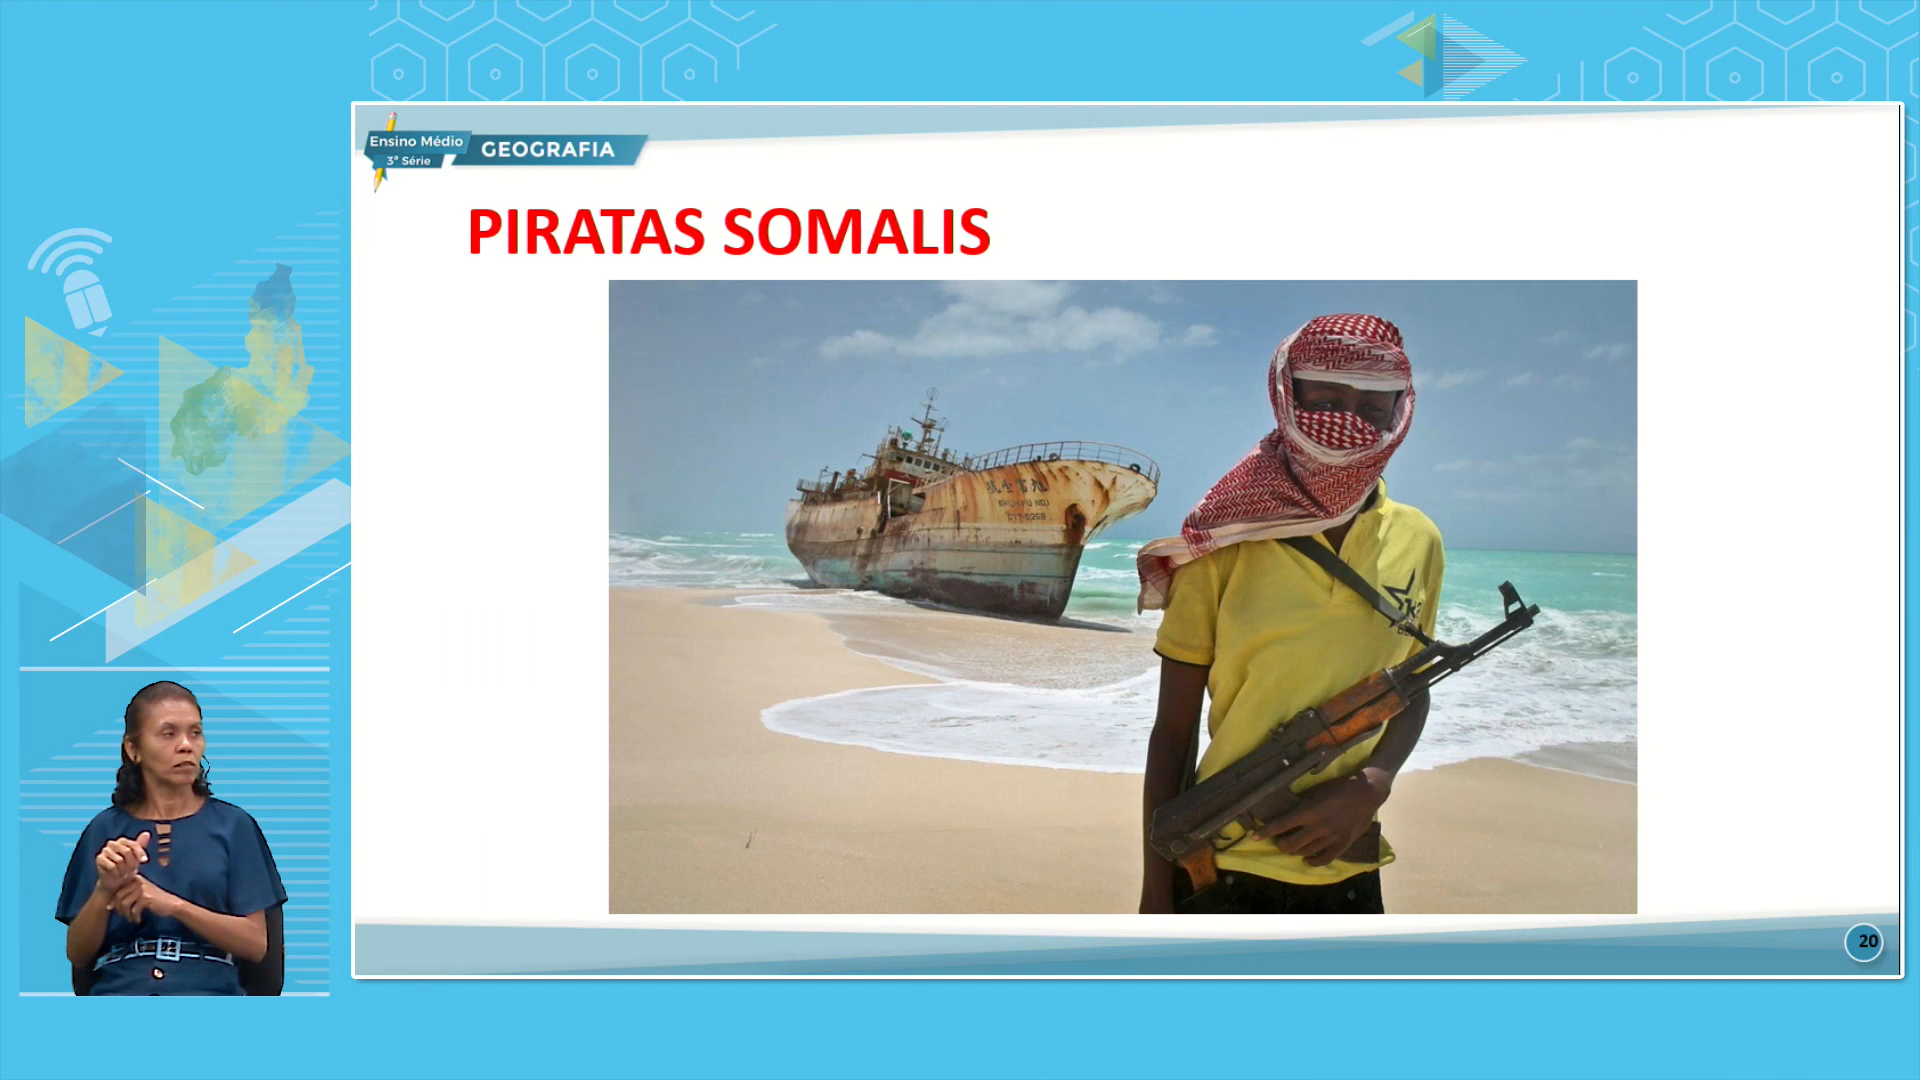 Ensino Médio
3ª Série
GEOGRAFIA
PIRATAS SOMALIS
20